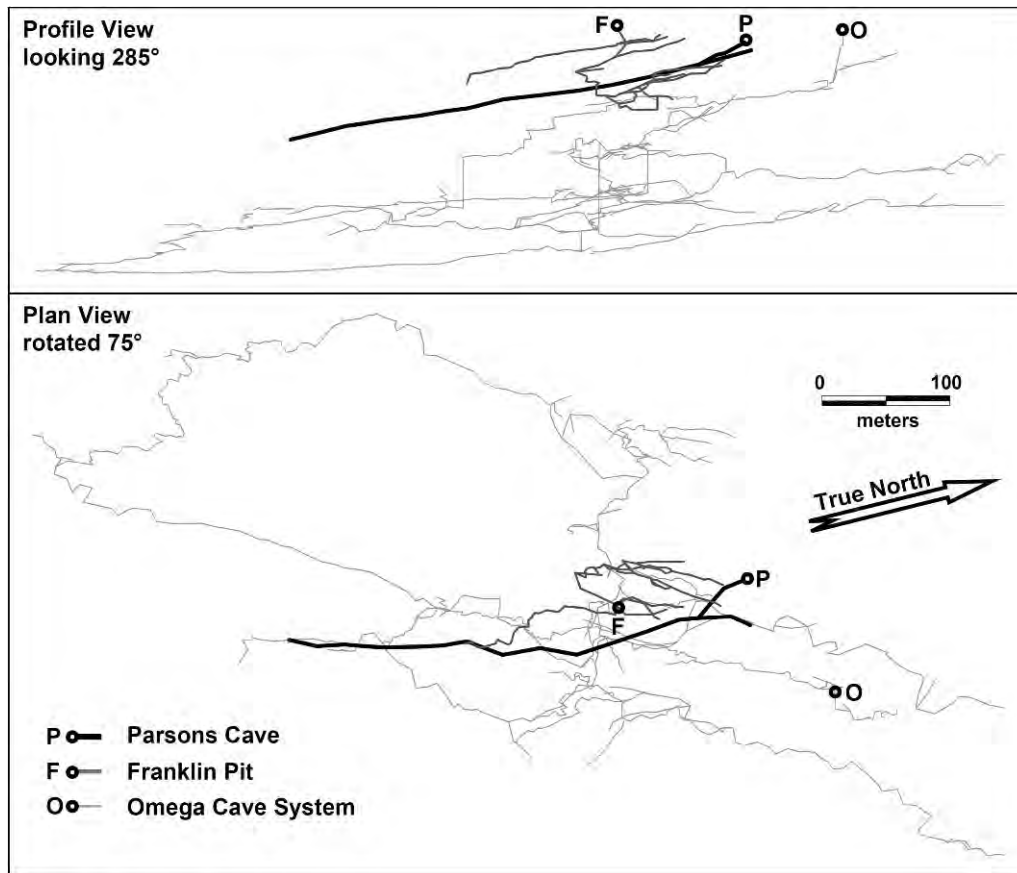 Profile View
looking 285°
F
P
O
Plan View
rotated 75°
0 100
meters
True North
P
F
O
P Parsons Cave
F Franklin Pit
O Omega Cave System